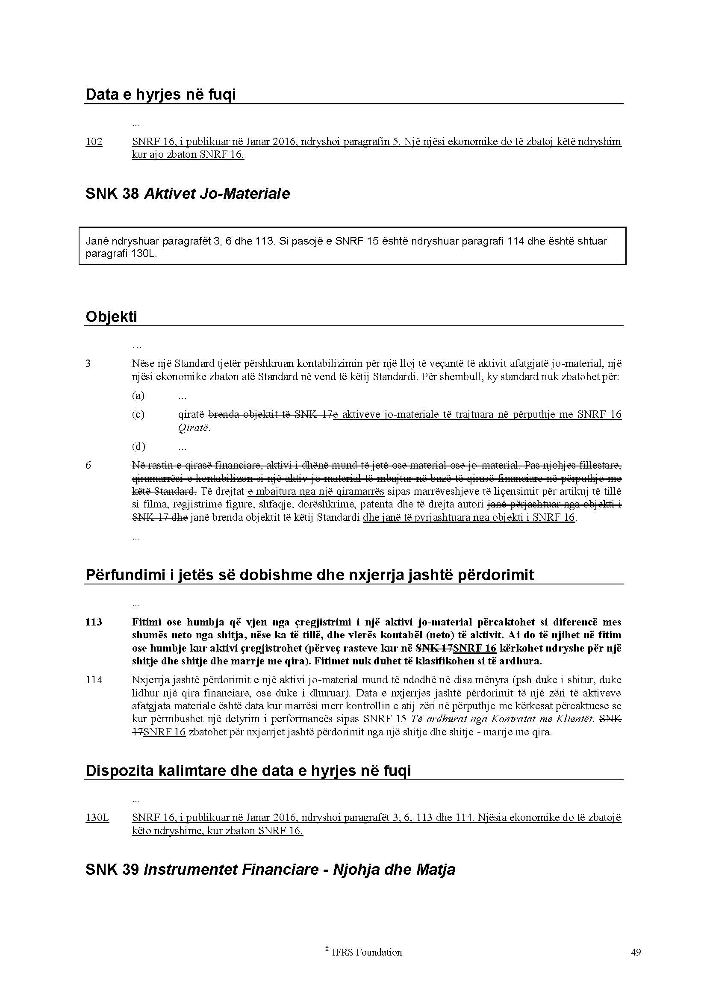 Data e hyrjes në fuqi
...
102 SNRF 16, i publikuar në Janar 2016, ndryshoi paragrafin 5. Një njësi ekonomike do të zbatoj këtë ndryshim
kur ajo zbaton SNRF 16.
SNK 38 Aktivet Jo-Materiale
Janë ndryshuar paragrafët 3, 6 dhe 113. Si pasojë e SNRF 15 është ndryshuar paragrafi 114 dhe është shtuar
paragrafi 130L.
Objekti
…
3 Nëse një Standard tjetër përshkruan kontabilizimin për një lloj të veçantë të aktivit afatgjatë jo-material, një
njësi ekonomike zbaton atë Standard në vend të këtij Standardi. Për shembull, ky standard nuk zbatohet për:
(a) ...
(c) qiratë brenda objektit të SNK 17e aktiveve jo-materiale të trajtuara në përputhje me SNRF 16
Qiratë.
(d) ...
6 Në rastin e qirasë financiare, aktivi i dhënë mund të jetë ose material ose jo-material. Pas njohjes fillestare,
qiramarrësi e kontabilizon si një aktiv jo-material të mbajtur në bazë të qirasë financiare në përputhje me
këtë Standard. Të drejtat e mbajtura nga një qiramarrës sipas marrëveshjeve të liçensimit për artikuj të tillë
si filma, regjistrime figure, shfaqje, dorëshkrime, patenta dhe të drejta autori janë përjashtuar nga objekti i
SNK 17 dhe janë brenda objektit të këtij Standardi dhe janë të pvrjashtuara nga objekti i SNRF 16.
...
Përfundimi i jetës së dobishme dhe nxjerrja jashtë përdorimit
...
113 Fitimi ose humbja që vjen nga çregjistrimi i një aktivi jo-material përcaktohet si diferencë mes
shumës neto nga shitja, nëse ka të tillë, dhe vlerës kontabël (neto) të aktivit. Ai do të njihet në fitim
ose humbje kur aktivi çregjistrohet (përveç rasteve kur në SNK 17SNRF 16 kërkohet ndryshe për një
shitje dhe shitje dhe marrje me qira). Fitimet nuk duhet të klasifikohen si të ardhura.
114 Nxjerrja jashtë përdorimit e një aktivi jo-material mund të ndodhë në disa mënyra (psh duke i shitur, duke
lidhur një qira financiare, ose duke i dhuruar). Data e nxjerrjes jashtë përdorimit të një zëri të aktiveve
afatgjata materiale është data kur marrësi merr kontrollin e atij zëri në përputhje me kërkesat përcaktuese se
kur përmbushet një detyrim i performancës sipas SNRF 15 Të ardhurat nga Kontratat me Klientët. SNK
17SNRF 16 zbatohet për nxjerrjet jashtë përdorimit nga një shitje dhe shitje - marrje me qira.
Dispozita kalimtare dhe data e hyrjes në fuqi
...
130L SNRF 16, i publikuar në Janar 2016, ndryshoi paragrafët 3, 6, 113 dhe 114. Njësia ekonomike do të zbatojë
këto ndryshime, kur zbaton SNRF 16.
SNK 39 Instrumentet Financiare - Njohja dhe Matja
© IFRS Foundation 49